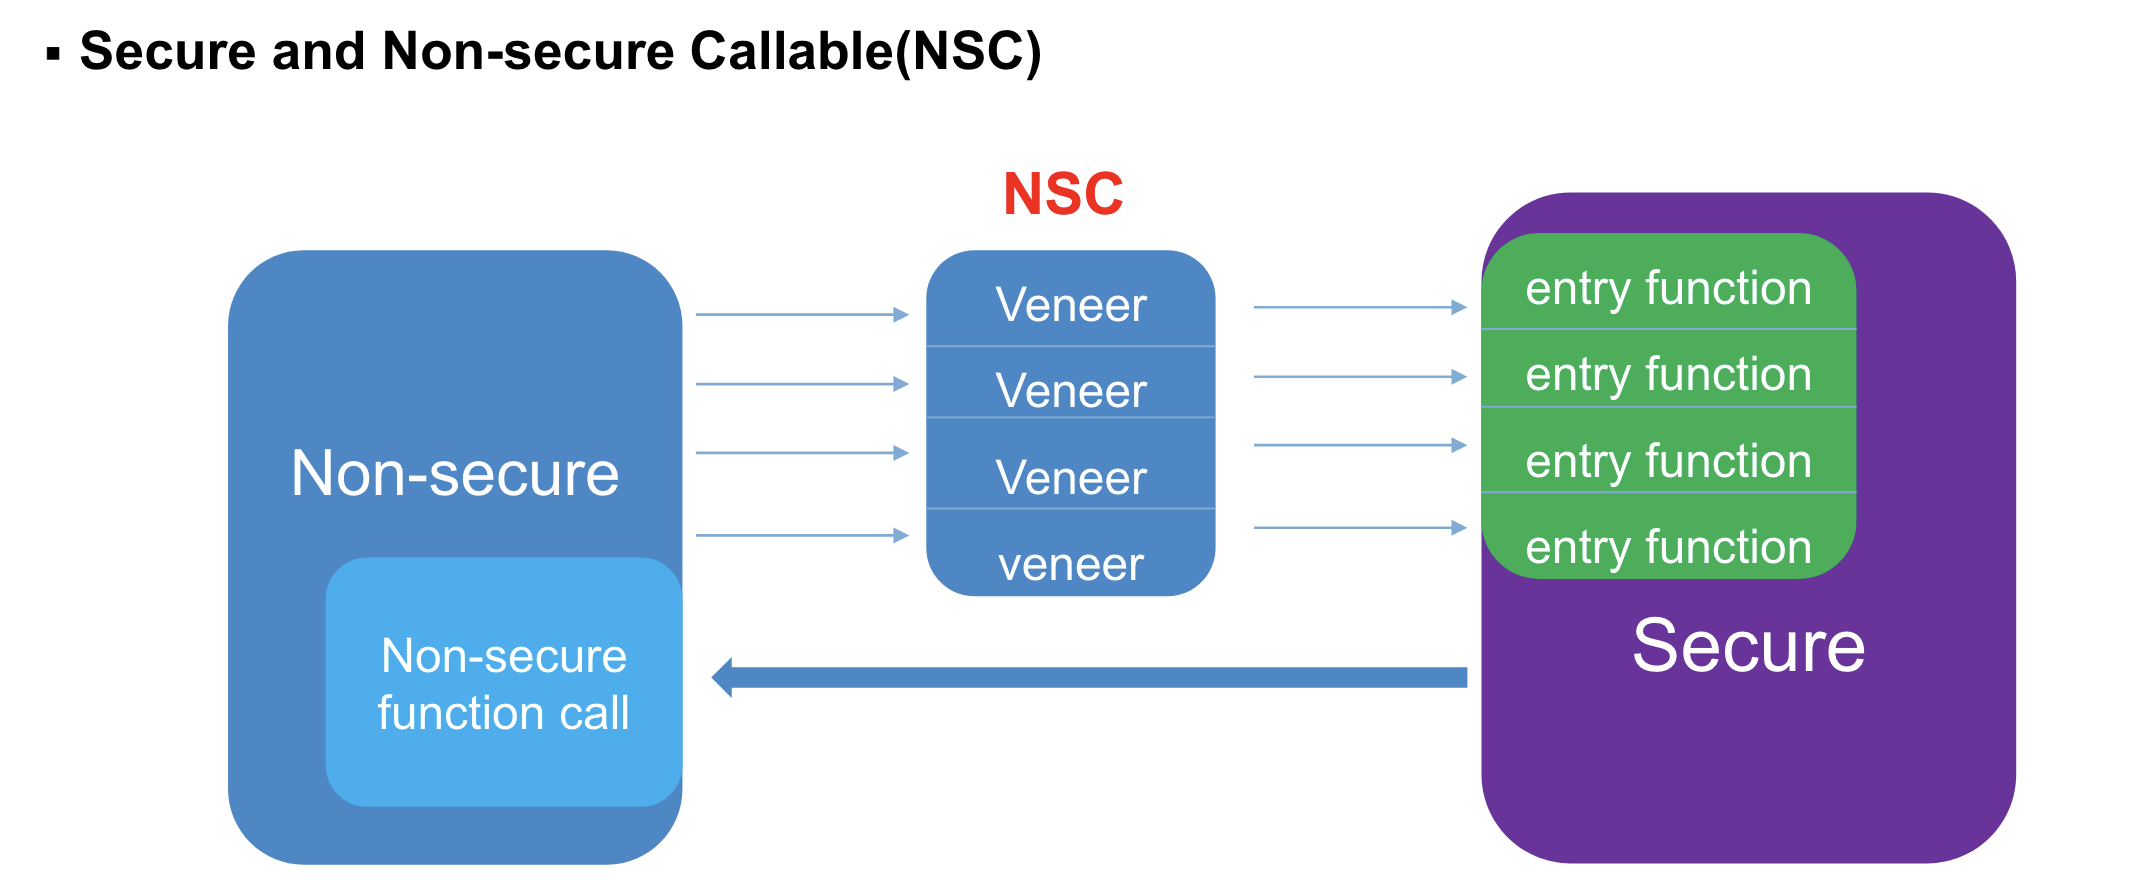 ▪ Secure and Non-secure Callable(NSC)
NSC
Non-secure
Non-secure
function call
Veneer
Veneer
Veneer
veneer
entry function
entry function
entry function
entry function
Secure